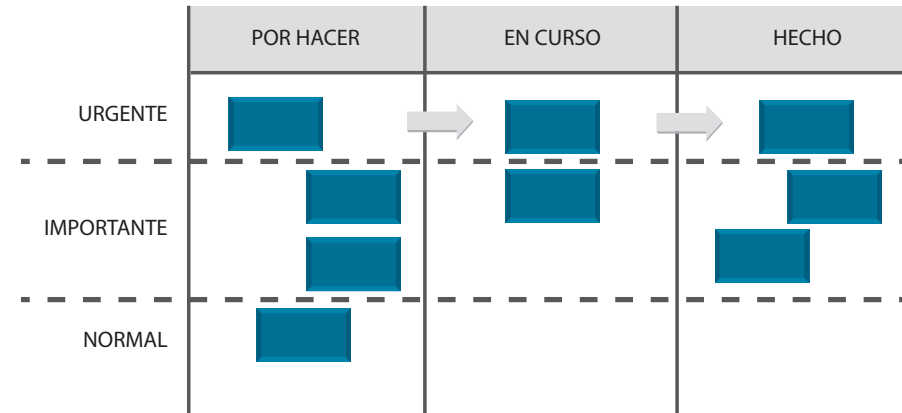 POR HACER
EN CURSO
HECHO
URGENTE
IMPORTANTE
NORMAL